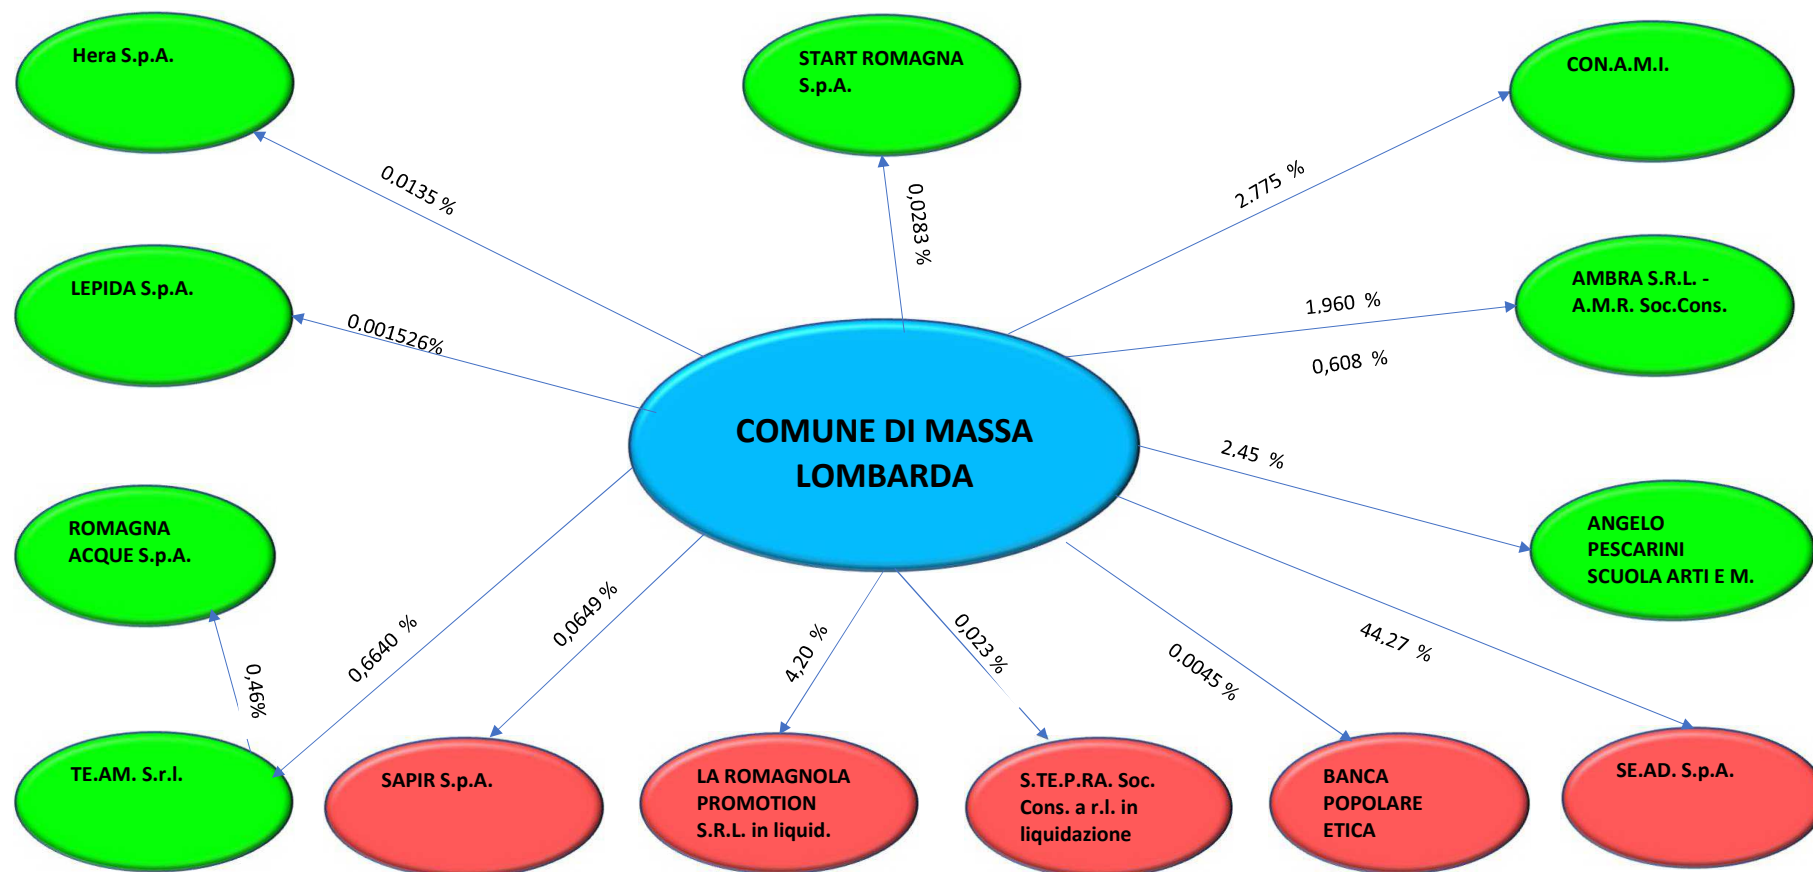 Hera S.p.A.
START ROMAGNA
S.p.A.
CON.A.M.I.
0.0135 %
0,0283 %
2.775 %
LEPIDA S.p.A.
0.001526%
1.960 %
AMBRA S.R.L. -
A.M.R. Soc.Cons.
0,608 %
COMUNE DI MASSA
LOMBARDA
2.45 %
ROMAGNA
ACQUE S.p.A.
ANGELO
PESCARINI
SCUOLA ARTI E M.
0,46%
0,6640 %
0,0649 %
4,20 %
0,023 %
0.0045 %
44.27 %
TE.AM. S.r.l.
SAPIR S.p.A.
LA ROMAGNOLA
PROMOTION
S.R.L. in liquid.
S.TE.P.RA. Soc.
Cons. a r.l. in
liquidazione
BANCA
POPOLARE
ETICA
SE.AD. S.p.A.